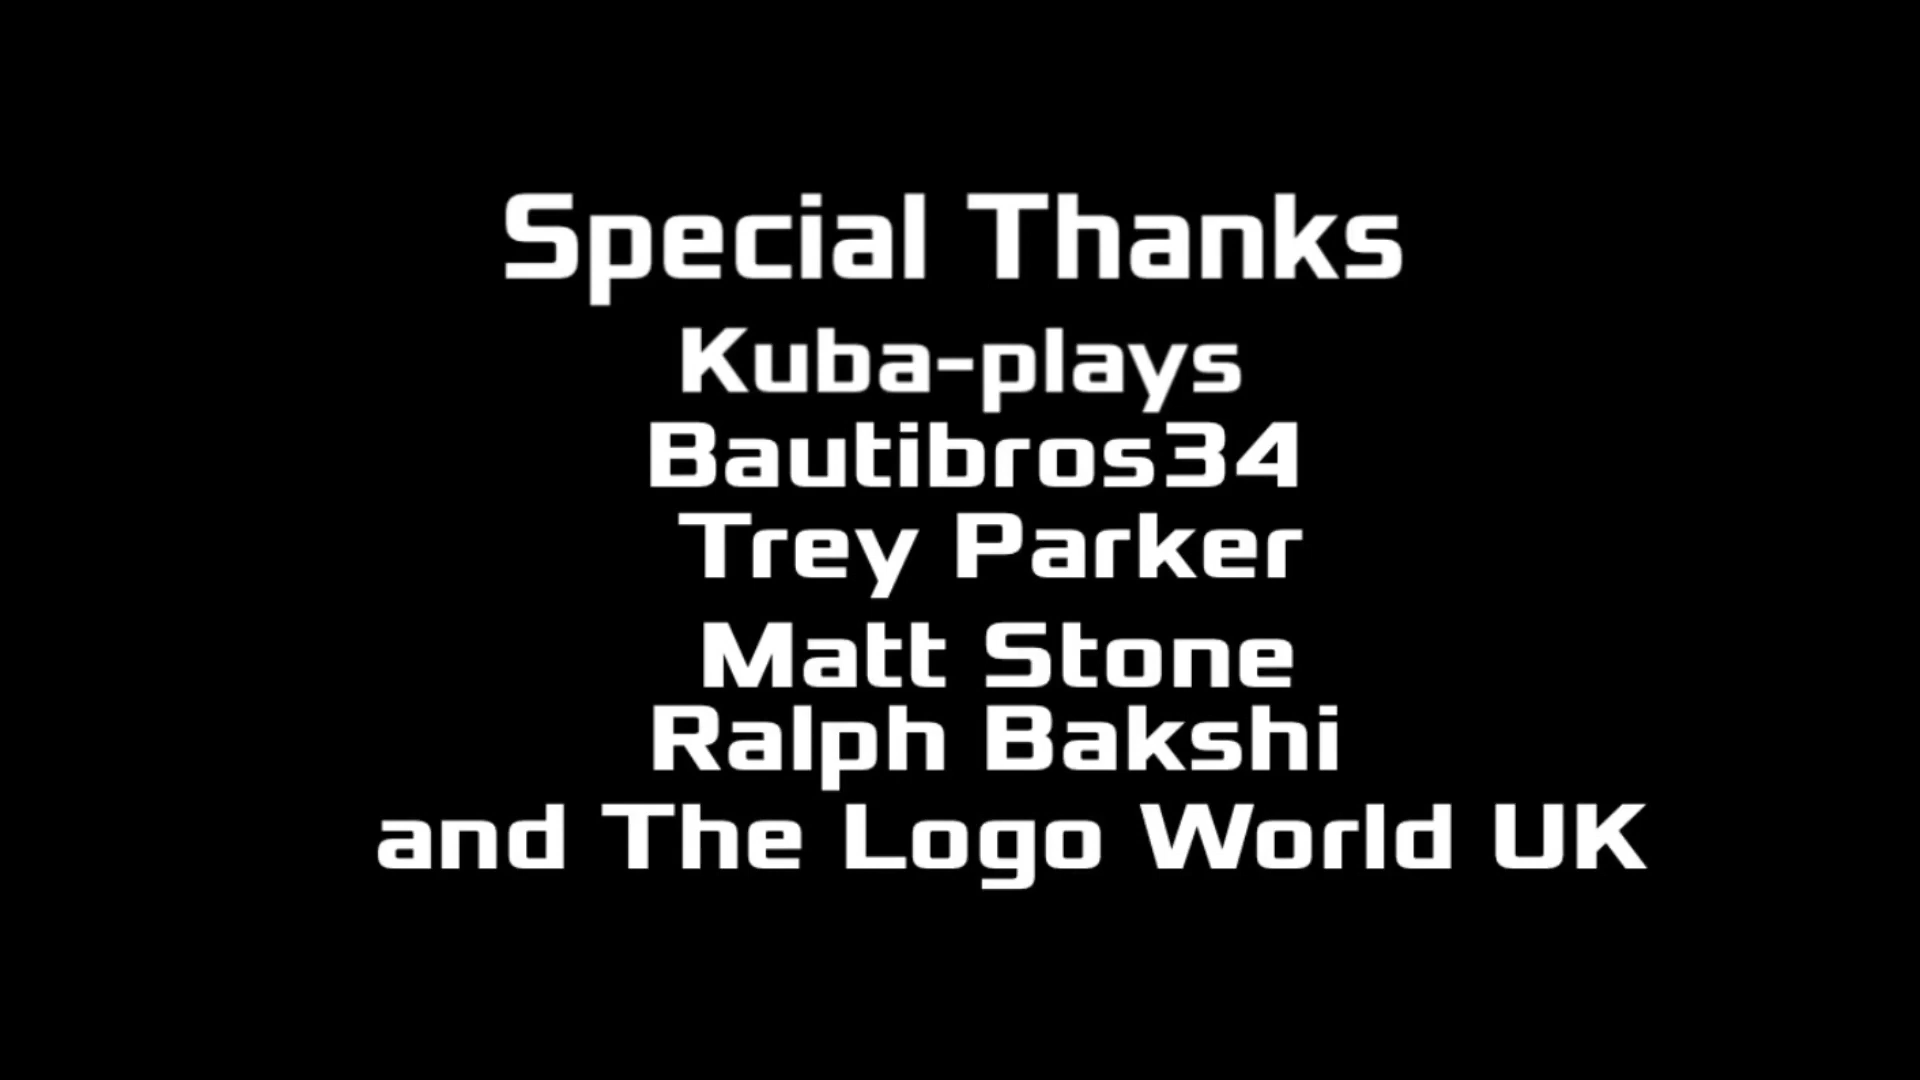 Special Thanks
Kuba-plays
Bautibros34
Trey Parker
Matt Stone
Ralph Bakshi
and The Logo World UK